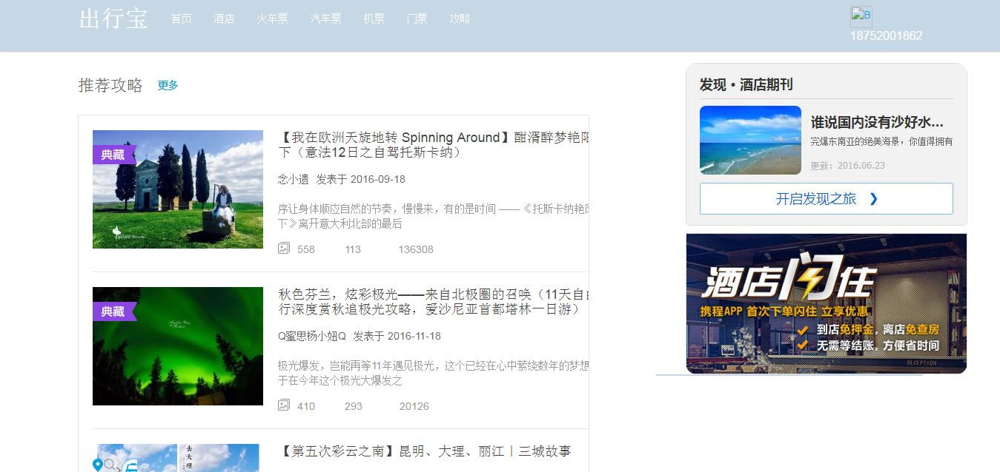 出行宝
首页 酒店 火车票 汽车票 机票 门票 攻略
B
18752001862
推荐攻略 更多
典藏
【我在欧洲天旋地转 Spinning Around】酣湑醉梦艳阳
下（意法12日之自驾托斯卡纳）
念小遗 发表于 2016-09-18
序让身体顺应自然的节奏，慢慢来，有的是时间 ——《托斯卡纳艳阳
下》离开意大利北部的最后
558 113 136308
典藏
秋色芬兰，炫彩极光——来自北极圈的召唤（11天自由
行深度赏秋追极光攻略，爱沙尼亚首都塔林一日游）
Q蜜思杨小妞Q 发表于 2016-11-18
极光爆发，岂能再等11年遇见极光，这个已经在心中萦绕数年的梦想
于在今年这个极光大爆发之
410 293 20126
去大理
【第五次彩云之南】昆明、大理、丽江丨三城故事
发现 • 酒店期刊
谁说国内没有沙好水...
完爆东南亚的绝美海景，你值得拥有
更新：2016.06.23
开启发现之旅 ❯
酒店闪住
携程APP 首次下单闪住 立享优惠
到店免押金，离店免查房
无需等结账，方便省时间
RECEPTION